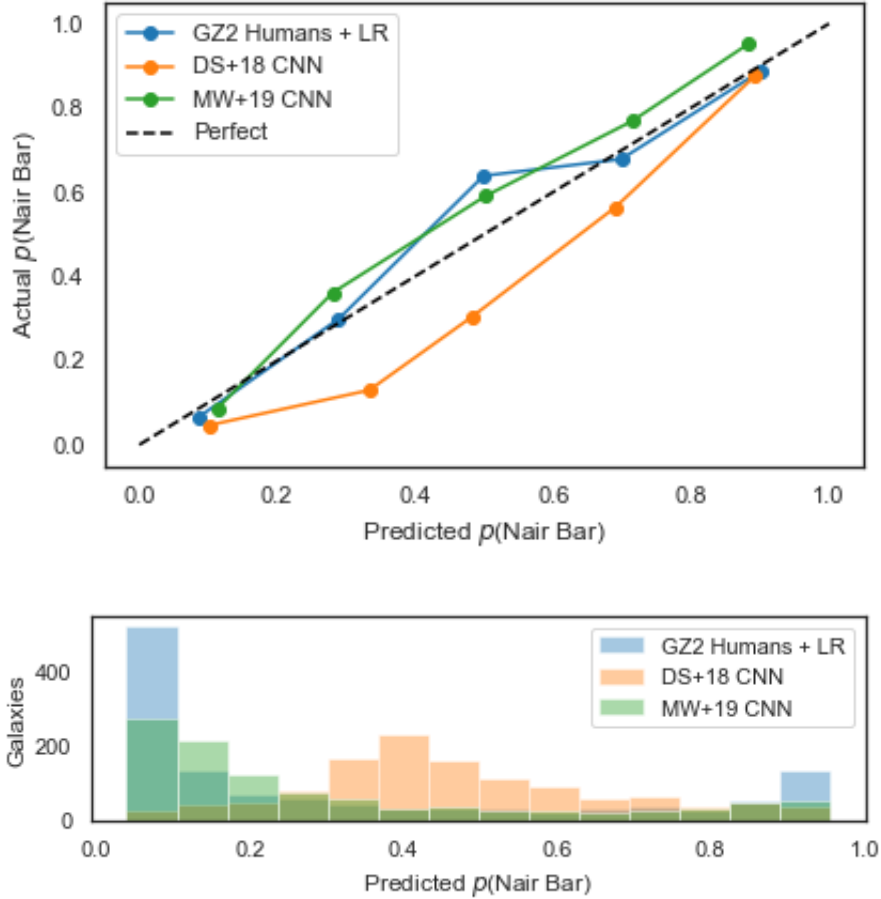 1.0
0.8
0.6
0.4
0.2
0.0
Actual p(Nair Bar)
GZ2 Humans + LR
DS+18 CNN
MW+19 CNN
Perfect
0.0 0.2 0.4 0.6 0.8 1.0
Predicted p(Nair Bar)
400
200
0
Galaxies
GZ2 Humans + LR
DS+18 CNN
MW+19 CNN
0.0 0.2 0.4 0.6 0.8 1.0
Predicted p(Nair Bar)